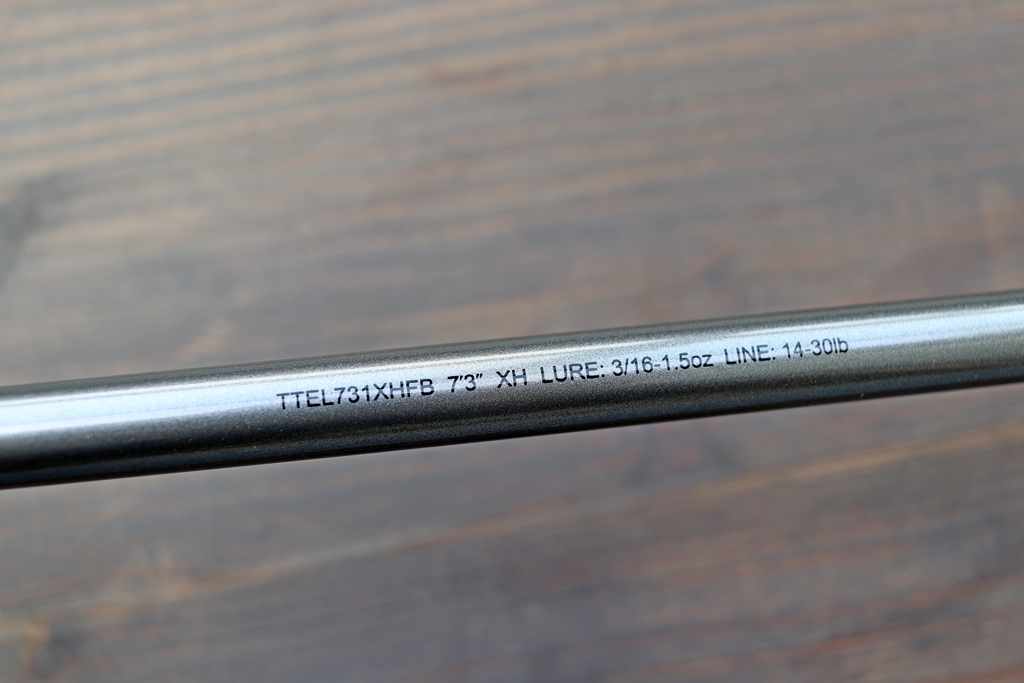 TTEL731XHFB 7'3" XH LURE: 3/16-1.5oz LINE: 14-30lb